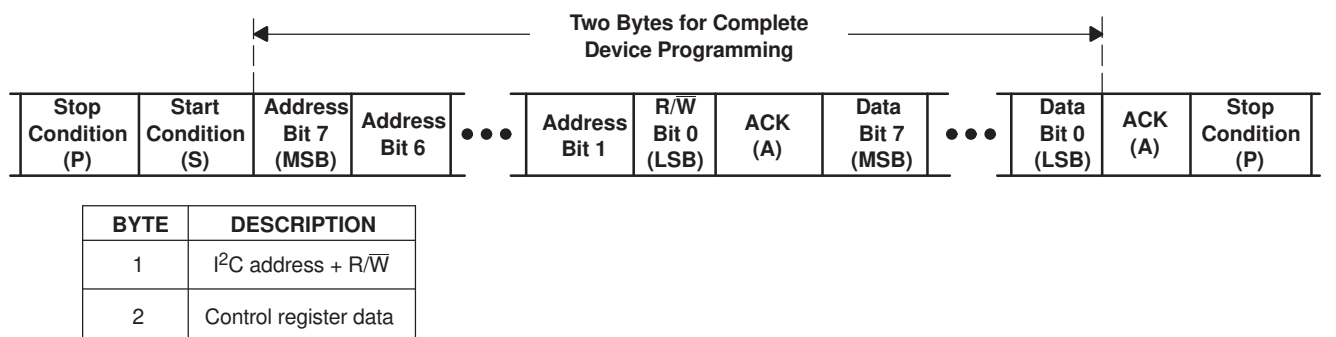 Two Bytes for Complete
Device Programming
Stop
Condition
(P)
Start
Condition
(S)
Address
Bit 7
(MSB)
Address
Bit 6
•••
Address
Bit 1
R/W̅
Bit 0
(LSB)
ACK
(A)
Data
Bit 7
(MSB)
•••
Data
Bit 0
(LSB)
ACK
(A)
Stop
Condition
(P)
BYTE DESCRIPTION
1 I²C address + R/W̅
2 Control register data